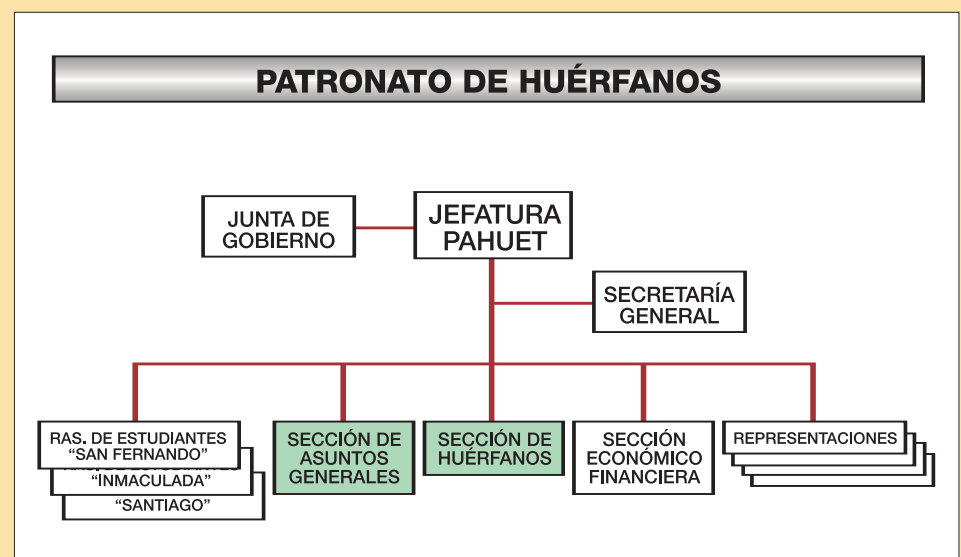 PATRONATO DE HUÉRFANOS
JUNTA DE
GOBIERNO
JEFATURA
PAHUET
SECRETARÍA
GENERAL
RAS. DE ESTUDIANTES
“SAN FERNANDO”
“INMACULADA”
“SANTIAGO”
SECCIÓN DE
ASUNTOS
GENERALES
SECCIÓN DE
HUÉRFANOS
SECCIÓN
ECONÓMICO
FINANCIERA
REPRESENTACIONES